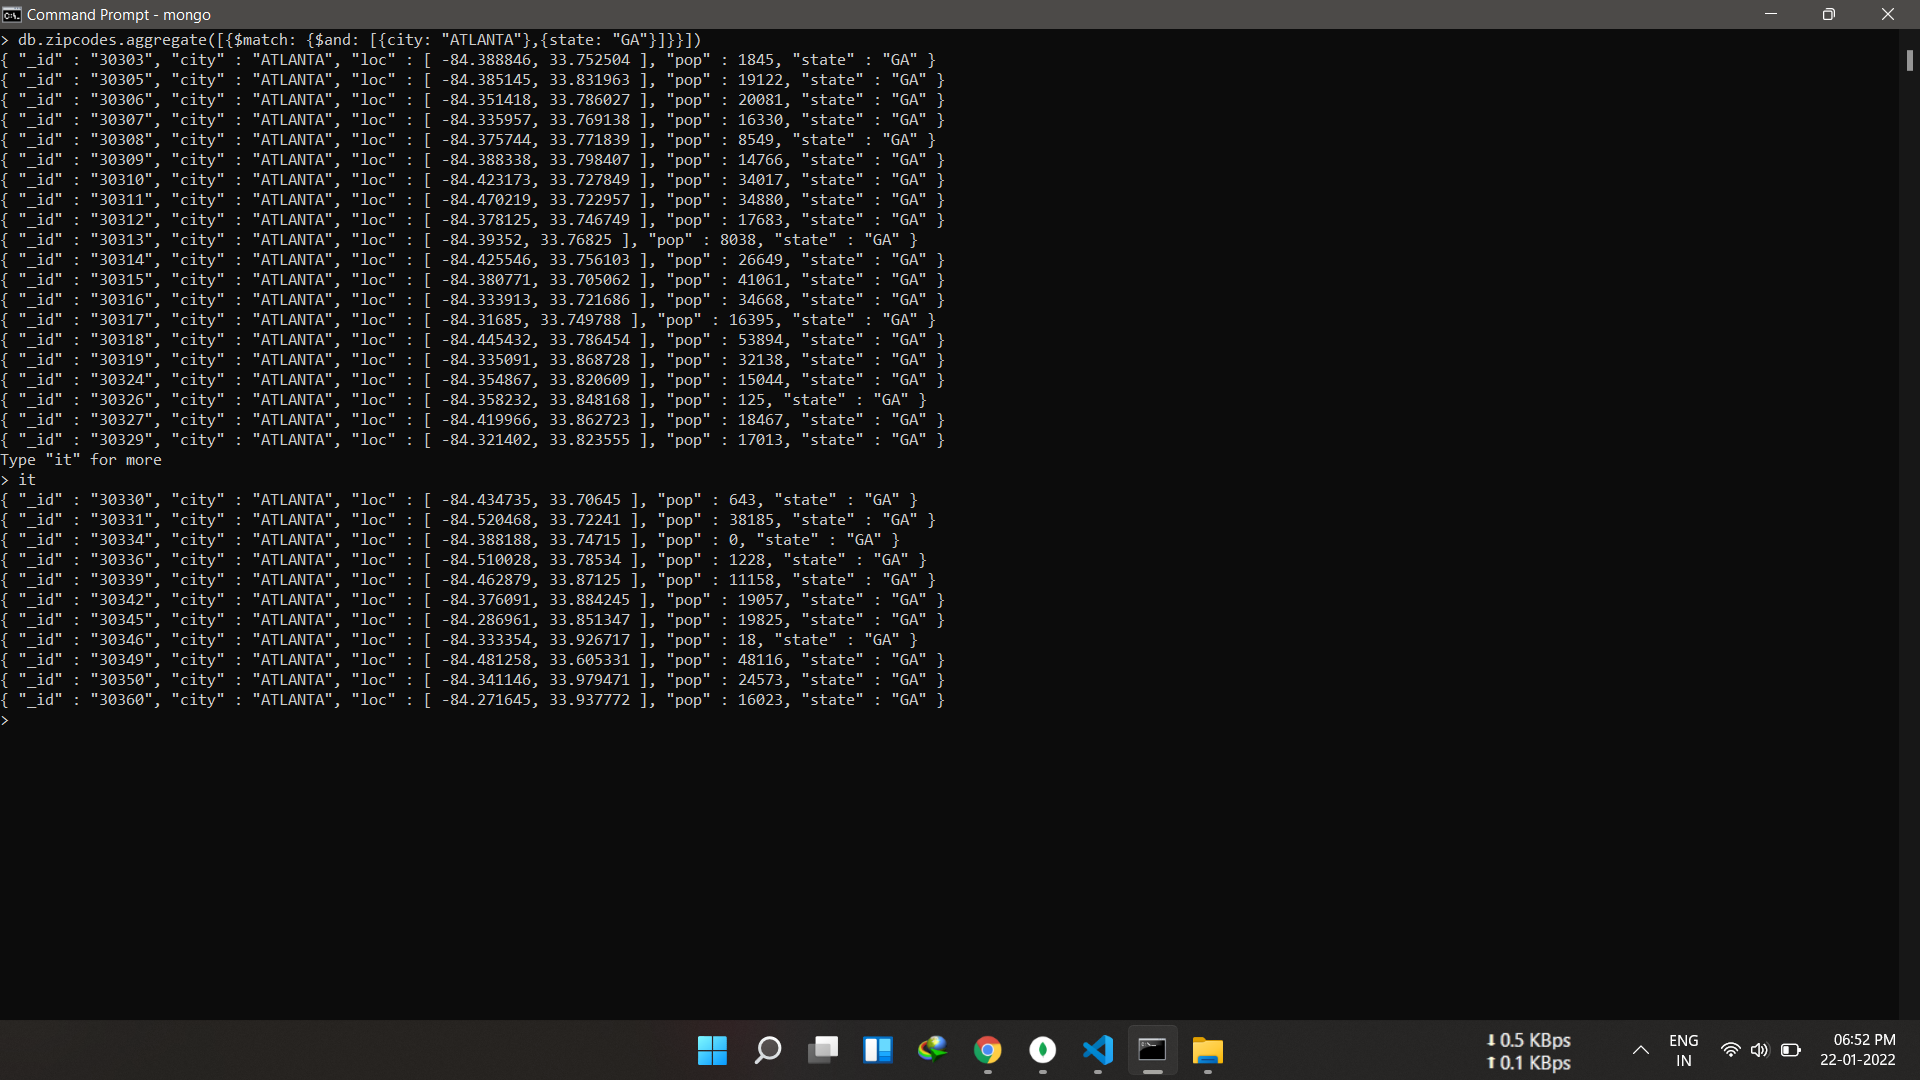 Command Prompt - mongo
> db.zipcodes.aggregate([{$match: {$and: [{city: "ATLANTA"},{state: "GA"}]}}])
{ "_id" : "30303", "city" : "ATLANTA", "loc" : [ -84.388846, 33.752504 ], "pop" : 1845, "state" : "GA" }
{ "_id" : "30305", "city" : "ATLANTA", "loc" : [ -84.385145, 33.831963 ], "pop" : 19122, "state" : "GA" }
{ "_id" : "30306", "city" : "ATLANTA", "loc" : [ -84.351418, 33.786027 ], "pop" : 20081, "state" : "GA" }
{ "_id" : "30307", "city" : "ATLANTA", "loc" : [ -84.335957, 33.769138 ], "pop" : 16330, "state" : "GA" }
{ "_id" : "30308", "city" : "ATLANTA", "loc" : [ -84.375744, 33.771839 ], "pop" : 8549, "state" : "GA" }
{ "_id" : "30309", "city" : "ATLANTA", "loc" : [ -84.388338, 33.798407 ], "pop" : 14766, "state" : "GA" }
{ "_id" : "30310", "city" : "ATLANTA", "loc" : [ -84.423173, 33.727849 ], "pop" : 34017, "state" : "GA" }
{ "_id" : "30311", "city" : "ATLANTA", "loc" : [ -84.470219, 33.722957 ], "pop" : 34880, "state" : "GA" }
{ "_id" : "30312", "city" : "ATLANTA", "loc" : [ -84.378125, 33.746749 ], "pop" : 17683, "state" : "GA" }
{ "_id" : "30313", "city" : "ATLANTA", "loc" : [ -84.39352, 33.76825 ], "pop" : 8038, "state" : "GA" }
{ "_id" : "30314", "city" : "ATLANTA", "loc" : [ -84.425546, 33.756103 ], "pop" : 26649, "state" : "GA" }
{ "_id" : "30315", "city" : "ATLANTA", "loc" : [ -84.380771, 33.705062 ], "pop" : 41061, "state" : "GA" }
{ "_id" : "30316", "city" : "ATLANTA", "loc" : [ -84.333913, 33.721686 ], "pop" : 34668, "state" : "GA" }
{ "_id" : "30317", "city" : "ATLANTA", "loc" : [ -84.31685, 33.749788 ], "pop" : 16395, "state" : "GA" }
{ "_id" : "30318", "city" : "ATLANTA", "loc" : [ -84.445432, 33.786454 ], "pop" : 53894, "state" : "GA" }
{ "_id" : "30319", "city" : "ATLANTA", "loc" : [ -84.335091, 33.868728 ], "pop" : 32138, "state" : "GA" }
{ "_id" : "30324", "city" : "ATLANTA", "loc" : [ -84.354867, 33.820609 ], "pop" : 15044, "state" : "GA" }
{ "_id" : "30326", "city" : "ATLANTA", "loc" : [ -84.358232, 33.848168 ], "pop" : 125, "state" : "GA" }
{ "_id" : "30327", "city" : "ATLANTA", "loc" : [ -84.419966, 33.862723 ], "pop" : 18467, "state" : "GA" }
{ "_id" : "30329", "city" : "ATLANTA", "loc" : [ -84.321402, 33.823555 ], "pop" : 17013, "state" : "GA" }
Type "it" for more
> it
{ "_id" : "30330", "city" : "ATLANTA", "loc" : [ -84.434735, 33.70645 ], "pop" : 643, "state" : "GA" }
{ "_id" : "30331", "city" : "ATLANTA", "loc" : [ -84.520468, 33.72241 ], "pop" : 38185, "state" : "GA" }
{ "_id" : "30334", "city" : "ATLANTA", "loc" : [ -84.388188, 33.74715 ], "pop" : 0, "state" : "GA" }
{ "_id" : "30336", "city" : "ATLANTA", "loc" : [ -84.510028, 33.78534 ], "pop" : 1228, "state" : "GA" }
{ "_id" : "30339", "city" : "ATLANTA", "loc" : [ -84.462879, 33.87125 ], "pop" : 11158, "state" : "GA" }
{ "_id" : "30342", "city" : "ATLANTA", "loc" : [ -84.376091, 33.884245 ], "pop" : 19057, "state" : "GA" }
{ "_id" : "30345", "city" : "ATLANTA", "loc" : [ -84.286961, 33.851347 ], "pop" : 19825, "state" : "GA" }
{ "_id" : "30346", "city" : "ATLANTA", "loc" : [ -84.333354, 33.926717 ], "pop" : 18, "state" : "GA" }
{ "_id" : "30349", "city" : "ATLANTA", "loc" : [ -84.481258, 33.605331 ], "pop" : 48116, "state" : "GA" }
{ "_id" : "30350", "city" : "ATLANTA", "loc" : [ -84.341146, 33.979471 ], "pop" : 24573, "state" : "GA" }
{ "_id" : "30360", "city" : "ATLANTA", "loc" : [ -84.271645, 33.937772 ], "pop" : 16023, "state" : "GA" }
>
⬇0.5 KBps
⬆0.1 KBps
ENG
IN
06:52 PM
22-01-2022